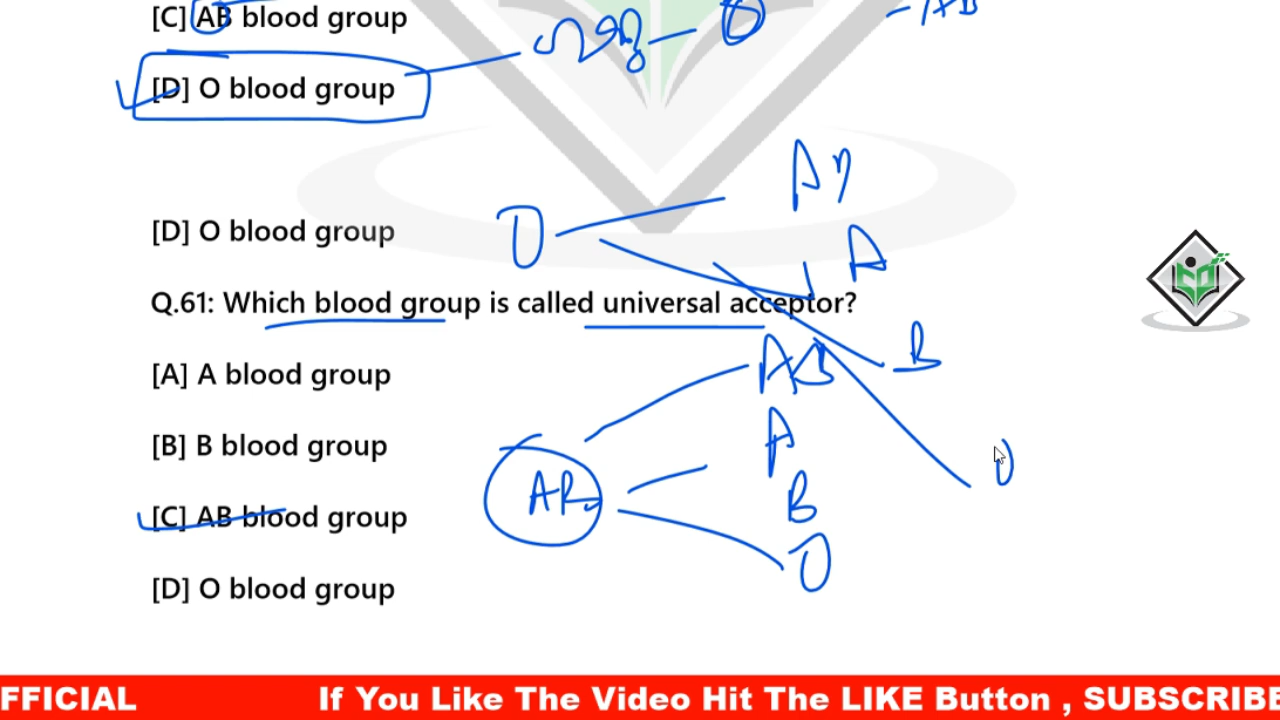 [C] AB blood group
O
- AB
[D] O blood group
[D] O blood group
O
A
B
O
Q.61: Which blood group is called universal acceptor?
[A] A blood group
AB
A
B
O
[B] B blood group
[C] AB blood group
[D] O blood group
FFICIAL If You Like The Video Hit The LIKE Button , SUBSCRIBE